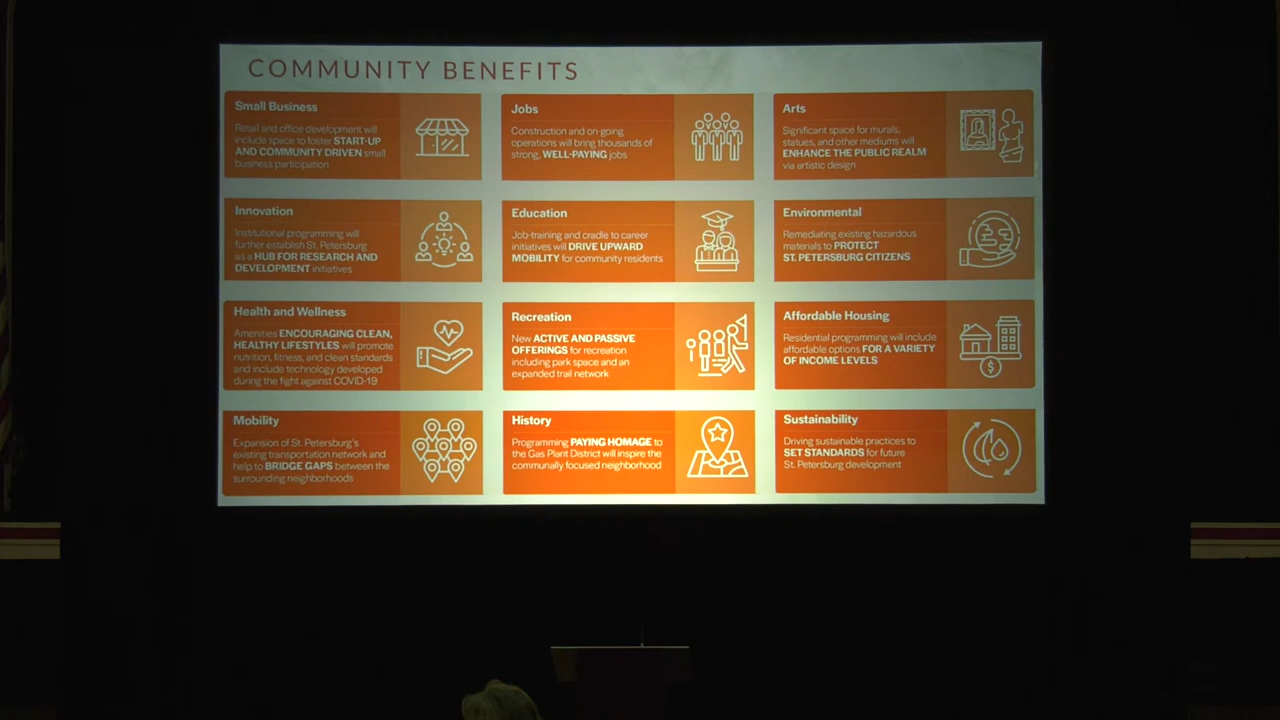 COMMUNITY BENEFITS
Small Business
Retail and office development will
include space to foster START-UP
AND COMMUNITY DRIVEN small
business participation
Jobs
Construction and on-going
operations will bring thousands of
strong, WELL-PAYING jobs
Arts
Significant space for murals,
statues, and other mediums will
ENHANCE THE PUBLIC REALM
via artistic design
Innovation
Institutional programming will
further establish St. Petersburg
as a HUB FOR RESEARCH AND
DEVELOPMENT initiatives
Education
Job-training and cradle to career
initiatives will DRIVE UPWARD
MOBILITY for community residents
Environmental
Remediating existing hazardous
materials to PROTECT
ST. PETERSBURG CITIZENS
Health and Wellness
Amenities ENCOURAGING CLEAN,
HEALTHY LIFESTYLES will promote
nutrition, fitness, and clean standards
and include technology developed
during the fight against COVID-19
Recreation
New ACTIVE AND PASSIVE
OFFERINGS for recreation
including park space and an
expanded trail network
Affordable Housing
Residential programming will include
affordable options FOR A VARIETY
OF INCOME LEVELS
$
Mobility
Expansion of St. Petersburg's
existing transportation network and
help to BRIDGE GAPS between the
surrounding neighborhoods
History
Programming PAYING HOMAGE to
the Gas Plant District will inspire the
communally focused neighborhood
Sustainability
Driving sustainable practices to
SET STANDARDS for future
St. Petersburg development